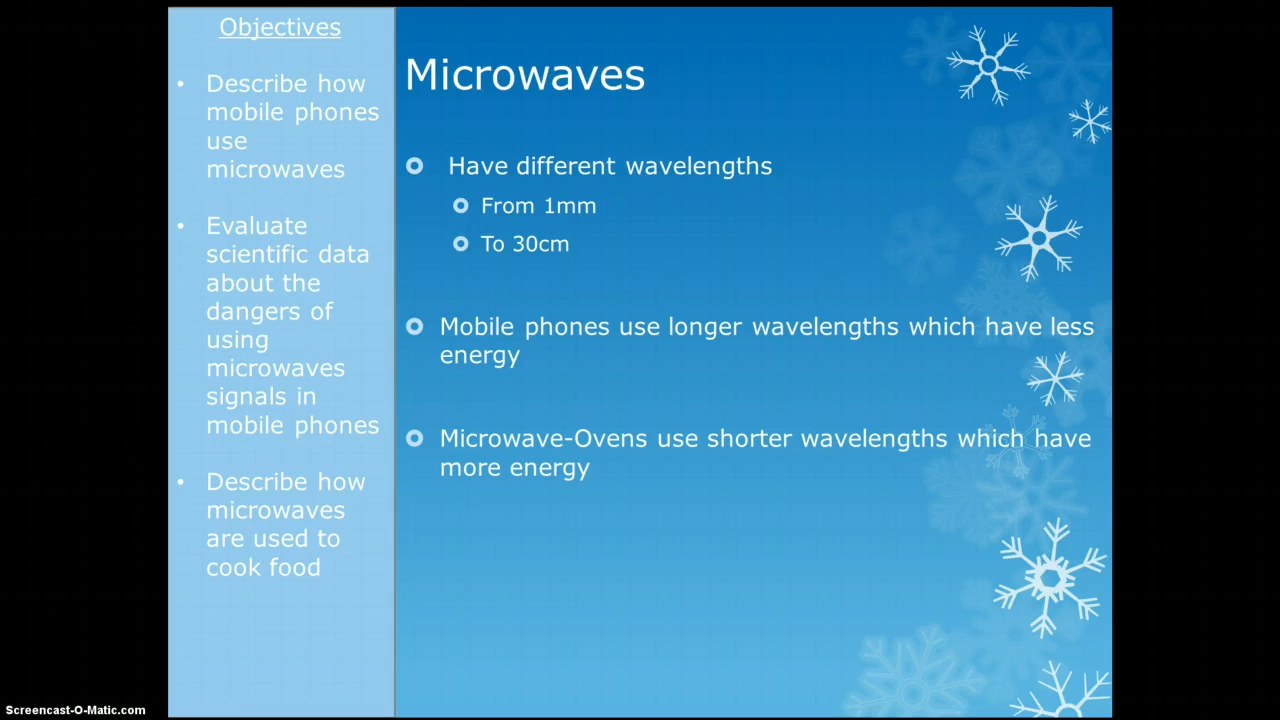 Objectives
• Describe how
mobile phones
use
microwaves
• Evaluate
scientific data
about the
dangers of
using
microwaves
signals in
mobile phones
• Describe how
microwaves
are used to
cook food
Microwaves
Have different wavelengths
From 1mm
To 30cm
Mobile phones use longer wavelengths which have less
energy
Microwave-Ovens use shorter wavelengths which have
more energy
Screencast-O-Matic.com